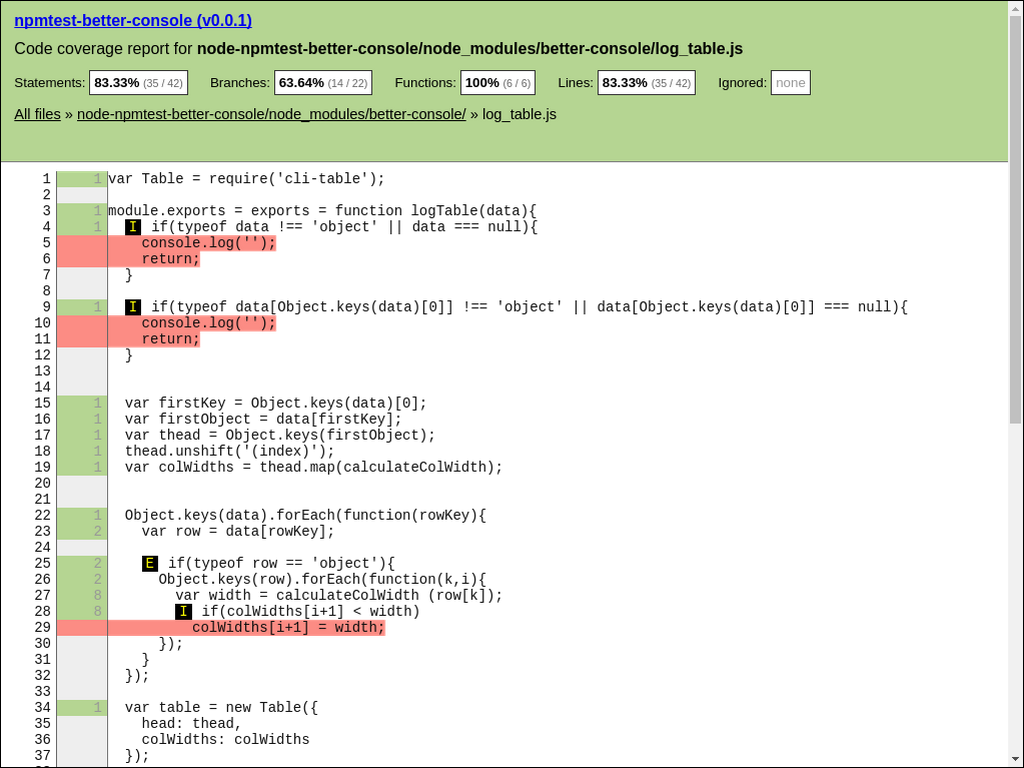 npmtest-better-console (v0.0.1)
Code coverage report for node-npmtest-better-console/node_modules/better-console/log_table.js
Statements: 83.33% (35 / 42) Branches: 63.64% (14 / 22) Functions: 100% (6 / 6) Lines: 83.33% (35 / 42) Ignored: none
All files » node-npmtest-better-console/node_modules/better-console/ » log_table.js
1 1 var Table = require('cli-table');
2
3 1 module.exports = exports = function logTable(data){
4 1 I if(typeof data !== 'object' || data === null){
5 console.log('');
6 return;
7 }
8
9 1 I if(typeof data[Object.keys(data)[0]] !== 'object' || data[Object.keys(data)[0]] === null){
10 console.log('');
11 return;
12 }
13
14
15 1 var firstKey = Object.keys(data)[0];
16 1 var firstObject = data[firstKey];
17 1 var thead = Object.keys(firstObject);
18 1 thead.unshift('(index)');
19 1 var colWidths = thead.map(calculateColWidth);
20
21
22 1 Object.keys(data).forEach(function(rowKey){
23 2 var row = data[rowKey];
24
25 2 E if(typeof row == 'object'){
26 2 Object.keys(row).forEach(function(k,i){
27 8 var width = calculateColWidth (row[k]);
28 8 I if(colWidths[i+1] < width)
29 colWidths[i+1] = width;
30 });
31 }
32 });
33
34 1 var table = new Table({
35 head: thead,
36 colWidths: colWidths
37 });